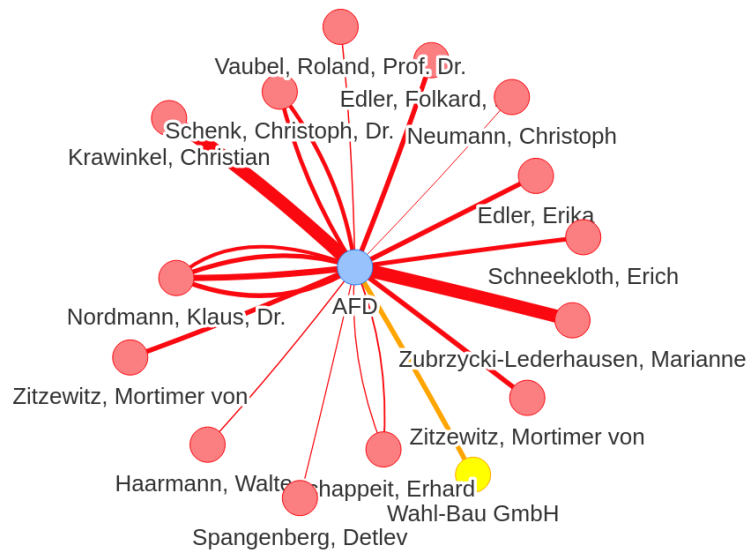 Vaubel, Roland, Prof. Dr.
Edler, Folkard,
Schenk, Christoph, Dr.
Neumann, Christoph
Krawinkel, Christian
Edler, Erika
Schneekloth, Erich
AFD
Nordmann, Klaus, Dr.
Zubrzycki-Lederhausen, Marianne
Zitzewitz, Mortimer von
Zitzewitz, Mortimer von
Haarmann, Walte
chappeit, Erhard
Wahl-Bau GmbH
Spangenberg, Detlev